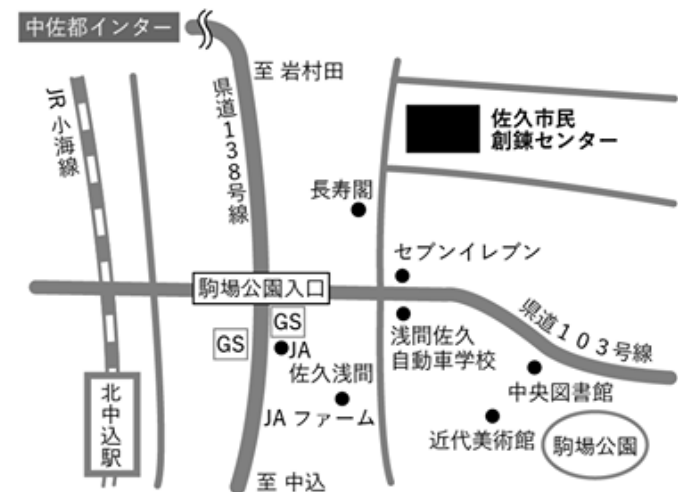 中佐都インター
至 岩村田
県道138号線
JR 小海線
佐久市民
創錬センター
長寿閣
セブンイレブン
駒場公園入口
GS
GS
JA
佐久浅間
浅間佐久
自動車学校
県道103号線
中央図書館
JA ファーム
近代美術館
駒場公園
北中込駅
至 中込